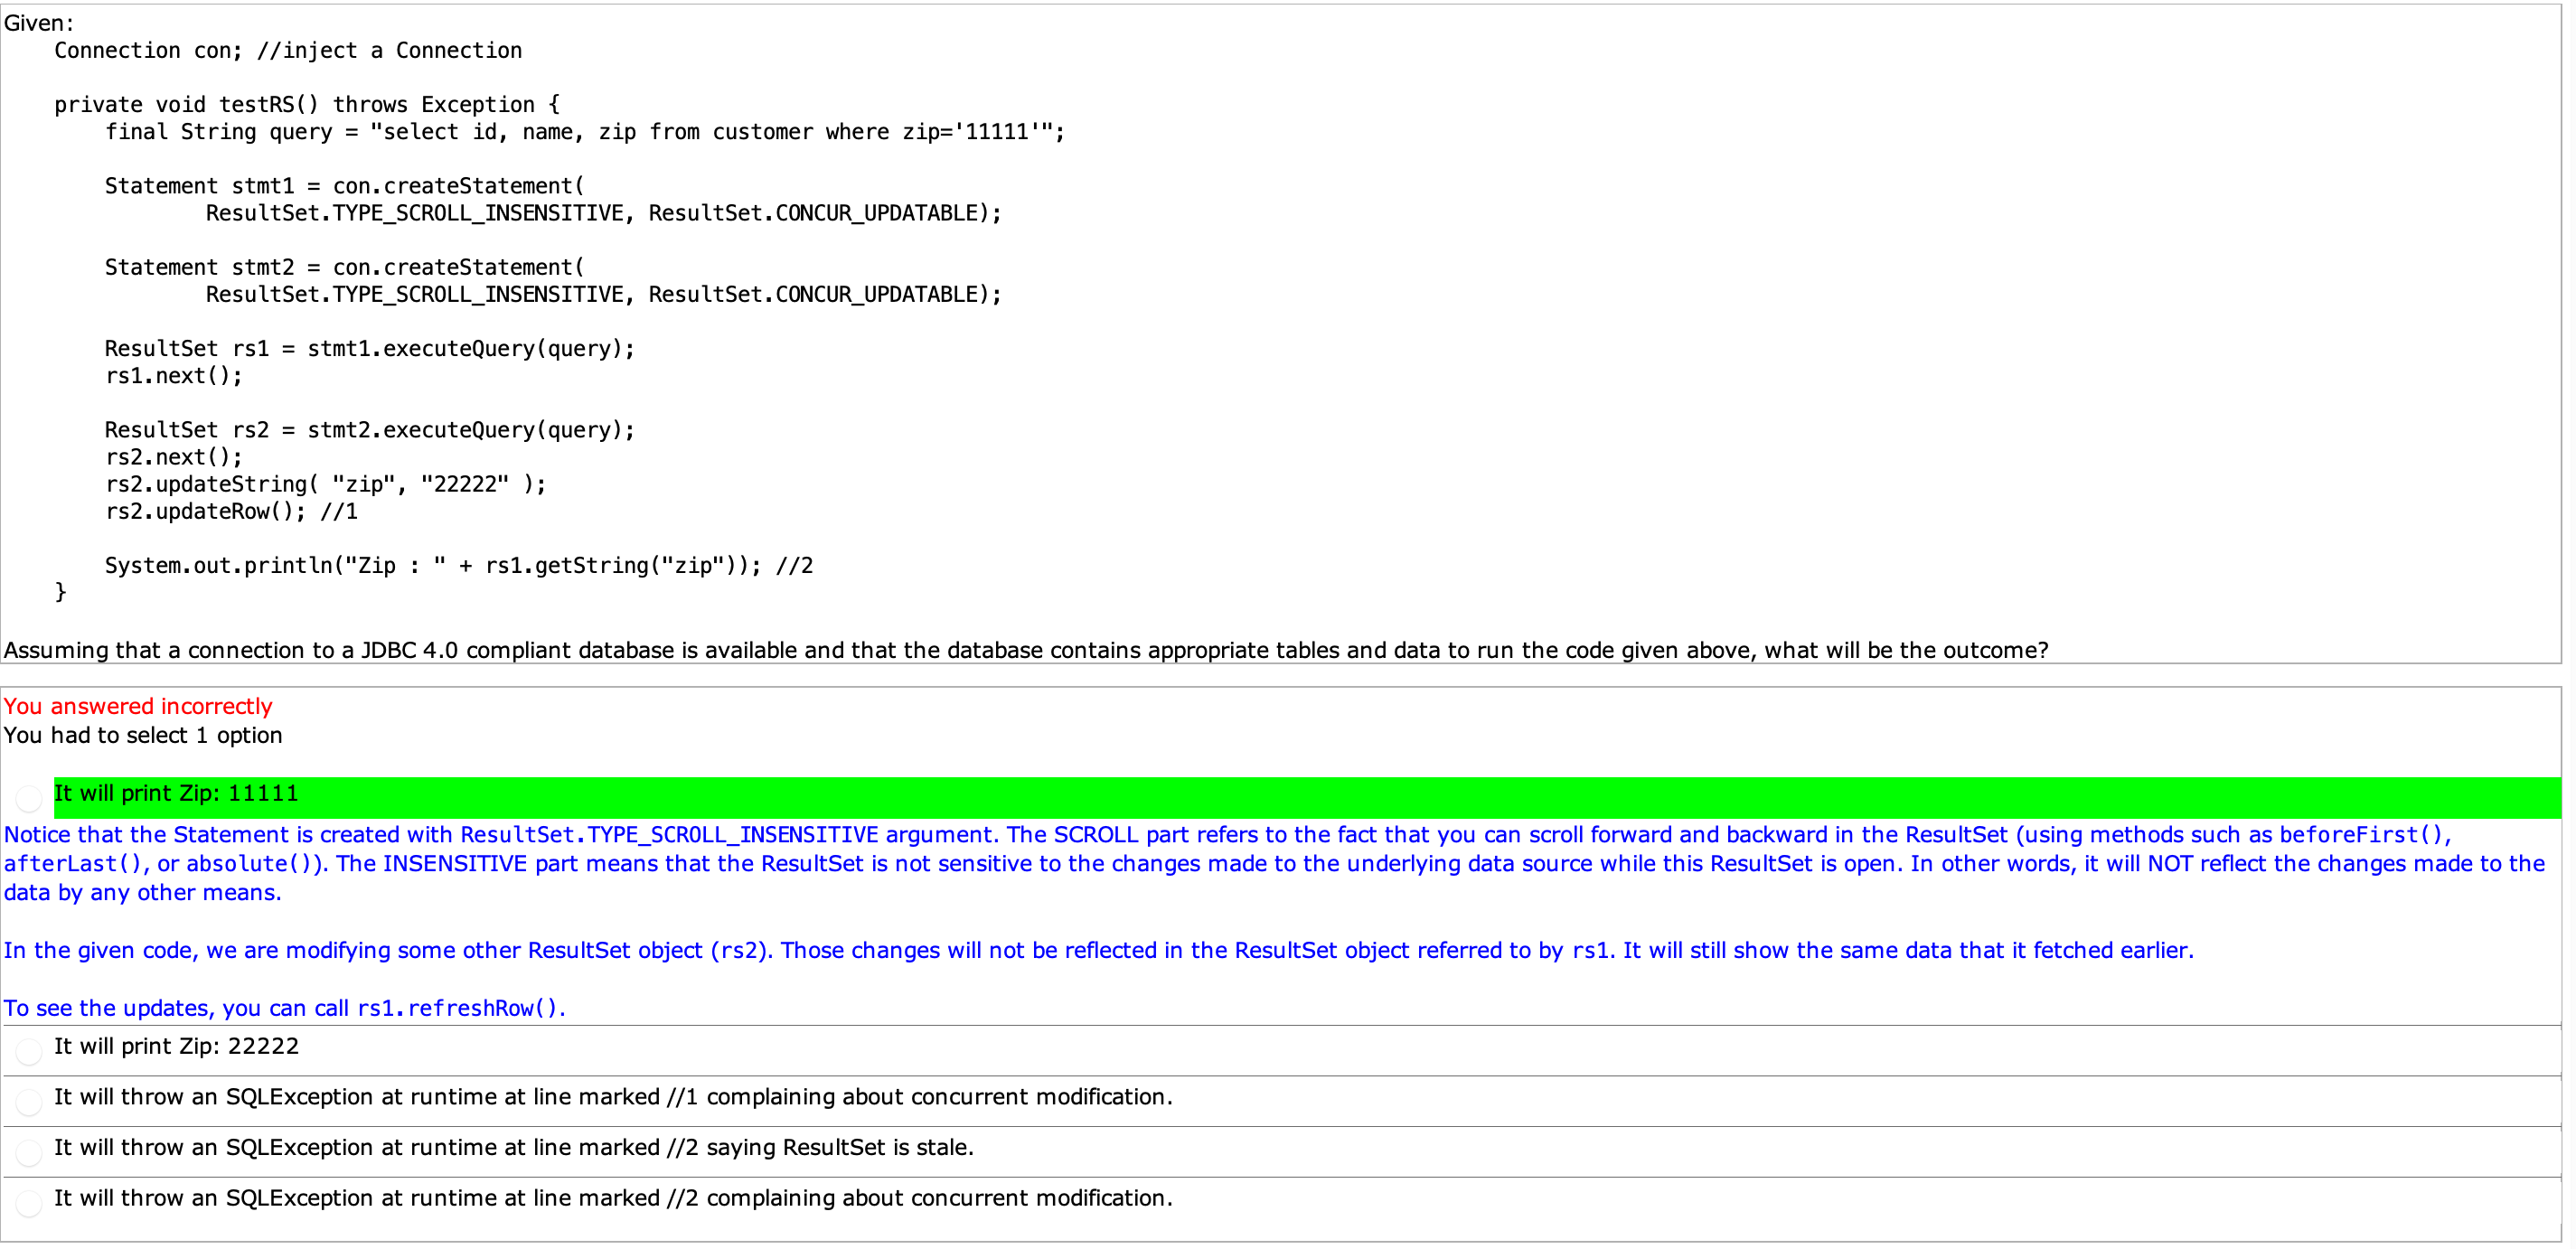 Given:
Connection con; //inject a Connection
private void testRS() throws Exception {
final String query = "select id, name, zip from customer where zip='11111'";
Statement stmt1 = con.createStatement(
ResultSet.TYPE_SCROLL_INSENSITIVE, ResultSet.CONCUR_UPDATABLE);
Statement stmt2 = con.createStatement(
ResultSet.TYPE_SCROLL_INSENSITIVE, ResultSet.CONCUR_UPDATABLE);
ResultSet rs1 = stmt1.executeQuery(query);
rs1.next();
ResultSet rs2 = stmt2.executeQuery(query);
rs2.next();
rs2.updateString( "zip", "22222" );
rs2.updateRow(); //1
System.out.println("Zip : " + rs1.getString("zip")); //2
}
Assuming that a connection to a JDBC 4.0 compliant database is available and that the database contains appropriate tables and data to run the code given above, what will be the outcome?
You answered incorrectly
You had to select 1 option
It will print Zip: 11111
Notice that the Statement is created with ResultSet.TYPE_SCROLL_INSENSITIVE argument. The SCROLL part refers to the fact that you can scroll forward and backward in the ResultSet (using methods such as beforeFirst(),
afterLast(), or absolute()). The INSENSITIVE part means that the ResultSet is not sensitive to the changes made to the underlying data source while this ResultSet is open. In other words, it will NOT reflect the changes made to the
data by any other means.
In the given code, we are modifying some other ResultSet object (rs2). Those changes will not be reflected in the ResultSet object referred to by rs1. It will still show the same data that it fetched earlier.
To see the updates, you can call rs1.refreshRow().
It will print Zip: 22222
It will throw an SQLException at runtime at line marked //1 complaining about concurrent modification.
It will throw an SQLException at runtime at line marked //2 saying ResultSet is stale.
It will throw an SQLException at runtime at line marked //2 complaining about concurrent modification.